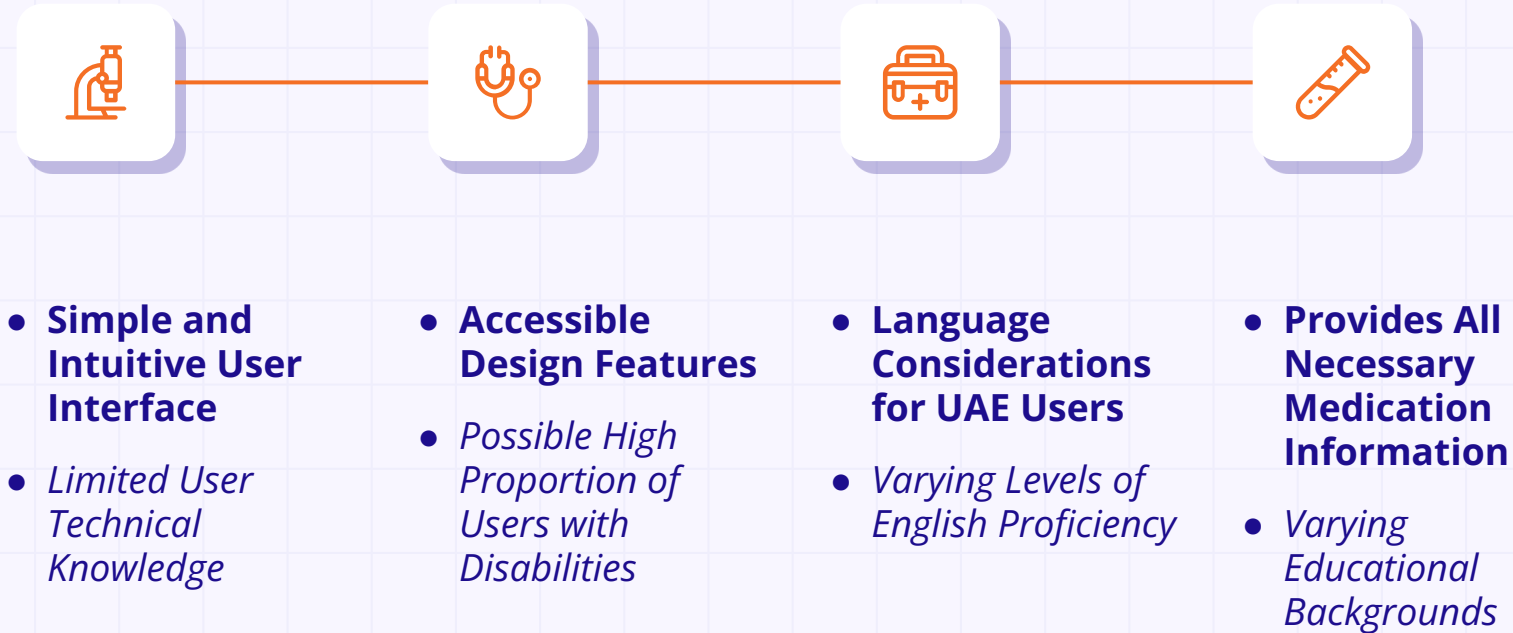 ● Simple and
Intuitive User
Interface
● Limited User
Technical
Knowledge
● Accessible
Design Features
● Possible High
Proportion of
Users with
Disabilities
● Language
Considerations
for UAE Users
● Varying Levels of
English Proficiency
● Provides All
Necessary
Medication
Information
● Varying
Educational
Backgrounds